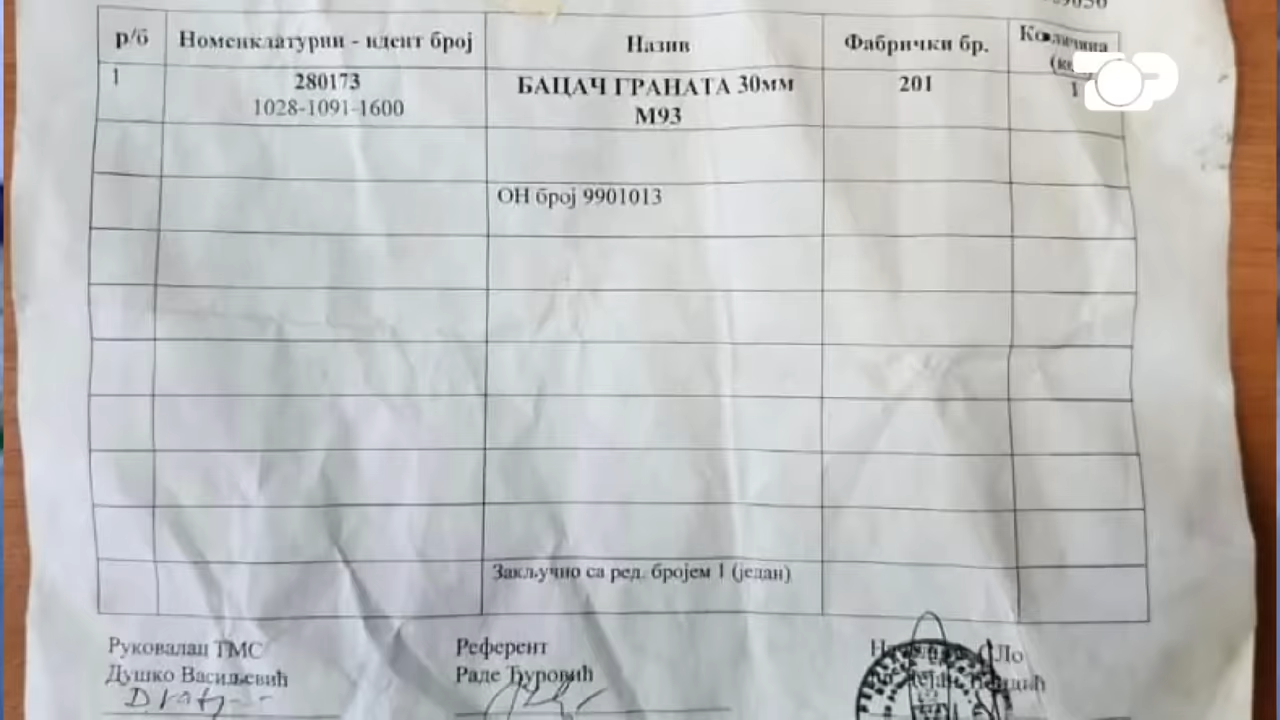 р/б Номенклатурни - идент број Назив Фабрички бр. Количина
1 280173 БАЦАЧ ГРАНАТА 30мм 201 1
1028-1091-1600 М93
ОН број 9901013
Закључно са ред. бројем 1 (један)
Руковалац ТМС Референт
Душко Васиљевић Раде Ђуровић